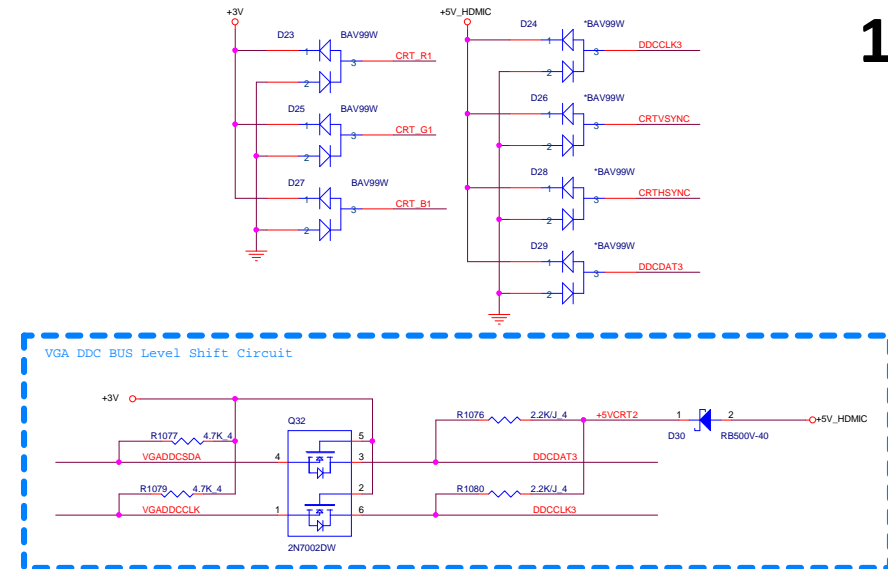 +3V
+5V_HDMIC
1
D23 BAV99W
1
3 CRT_R1
2
D25 BAV99W
1
3 CRT_G1
2
D27 BAV99W
1
3 CRT_B1
2
D24 *BAV99W
1
3 DDCCLK3
2
D26 *BAV99W
1
3 CRTVSYNC
2
D28 *BAV99W
1
3 CRTHSYNC
2
D29 *BAV99W
1
3 DDCDAT3
2
VGA DDC BUS Level Shift Circuit
+3V
R1077 4.7K_4
VGADDCSDA
R1079 4.7K_4
VGADDCCLK
Q32
5
4 3
2
1 6
2N7002DW
R1076 2.2K/J_4
+5VCRT2
DDCDAT3
R1080 2.2K/J_4
DDCCLK3
1 2
D30 RB500V-40
+5V_HDMIC